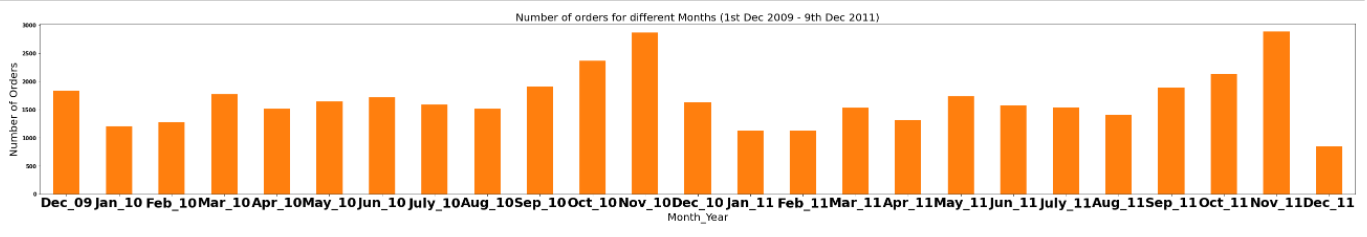 Number of orders for different Months (1st Dec 2009 - 9th Dec 2011)
Number of Orders
3000
2500
2000
1500
1000
500
0
Dec_09 Jan_10 Feb_10 Mar_10 Apr_10 May_10 Jun_10 July_10 Aug_10 Sep_10 Oct_10 Nov_10 Dec_10 Jan_11 Feb_11 Mar_11 Apr_11 May_11 Jun_11 July_11 Aug_11 Sep_11 Oct_11 Nov_11 Dec_11
Month_Year